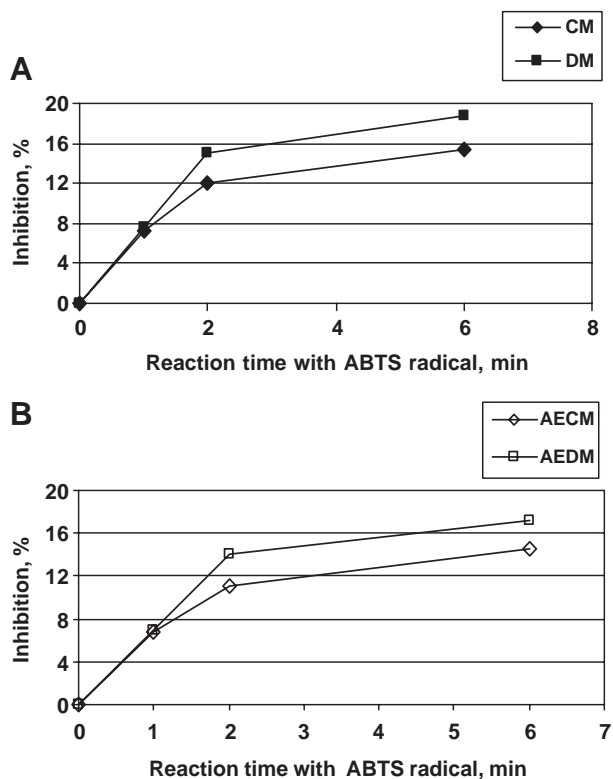 A
CM
DM
20
16
12
8
4
0
Inhibition, %
0 2 4 6 8
Reaction time with ABTS radical, min
B
AECM
AEDM
20
16
12
8
4
0
Inhibition, %
0 1 2 3 4 5 6 7
Reaction time with ABTS radical, min